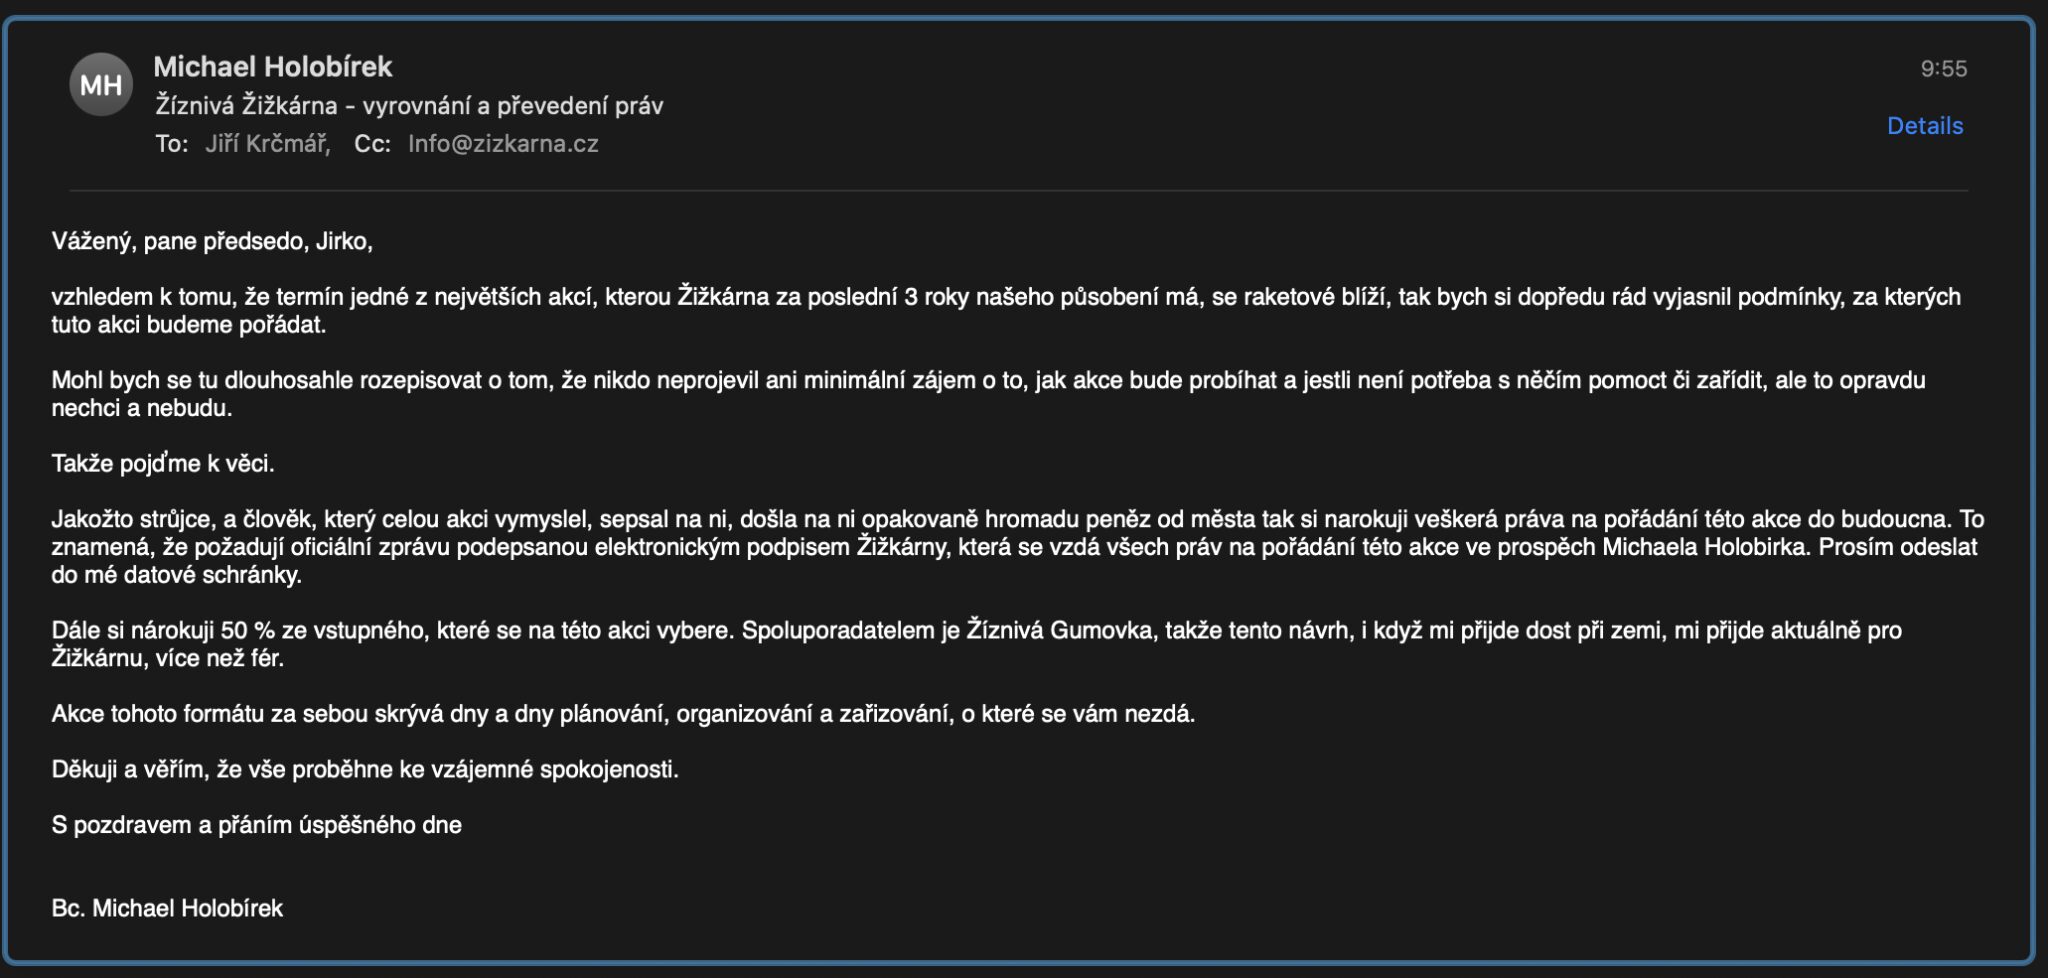 MH
Michael Holobírek
9:55
Žíznivá Žižkárna - vyrovnání a převedení práv
Details
To: Jiří Krčmář, Cc: Info@zizkarna.cz
Vážený, pane předsedo, Jirko,
vzhledem k tomu, že termín jedné z největších akcí, kterou Žižkárna za poslední 3 roky našeho působení má, se raketové blíží, tak bych si dopředu rád vyjasnil podmínky, za kterých
tuto akci budeme pořádat.
Mohl bych se tu dlouhosahle rozepisovat o tom, že nikdo neprojevil ani minimální zájem o to, jak akce bude probíhat a jestli není potřeba s něčím pomoct či zařídit, ale to opravdu
nechci a nebudu.
Takže pojďme k věci.
Jakožto strůjce, a člověk, který celou akci vymyslel, sepsal na ni, došla na ni opakovaně hromadu peněz od města tak si narokuji veškerá práva na pořádání této akce do budoucna. To
znamená, že požadují oficiální zprávu podepsanou elektronickým podpisem Žižkárny, která se vzdá všech práv na pořádání této akce ve prospěch Michaela Holobirka. Prosím odeslat
do mé datové schránky.
Dále si nárokuji 50 % ze vstupného, které se na této akci vybere. Spoluporadatelem je Žíznivá Gumovka, takže tento návrh, i když mi přijde dost při zemi, mi přijde aktuálně pro
Žižkárnu, více než fér.
Akce tohoto formátu za sebou skrývá dny a dny plánování, organizování a zařizování, o které se vám nezdá.
Děkuji a věřím, že vše proběhne ke vzájemné spokojenosti.
S pozdravem a přáním úspěšného dne
Bc. Michael Holobírek